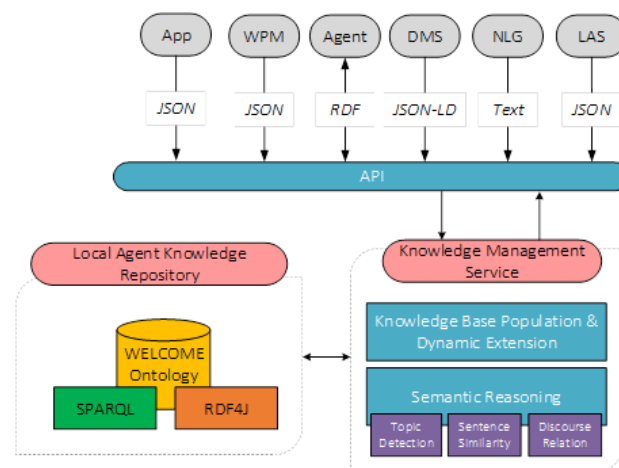 App WPM Agent DMS NLG LAS
JSON JSON RDF JSON-LD Text JSON
API
Local Agent Knowledge
Repository
Knowledge Management
Service
WELCOME
Ontology
SPARQL RDF4J
Knowledge Base Population &
Dynamic Extension
Semantic Reasoning
Topic
Detection
Sentence
Similarity
Discourse
Relation